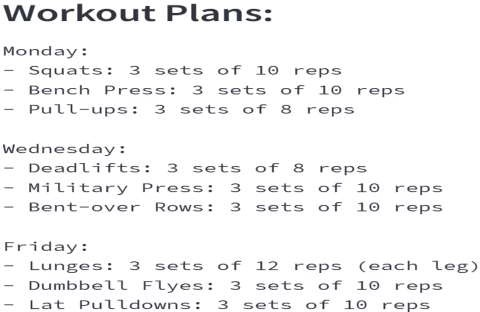 Workout Plans:
Monday:
- Squats: 3 sets of 10 reps
- Bench Press: 3 sets of 10 reps
- Pull-ups: 3 sets of 8 reps
Wednesday:
- Deadlifts: 3 sets of 8 reps
- Military Press: 3 sets of 10 reps
- Bent-over Rows: 3 sets of 10 reps
Friday:
- Lunges: 3 sets of 12 reps (each leg)
- Dumbbell Flyes: 3 sets of 10 reps
- Lat Pulldowns: 3 sets of 10 reps